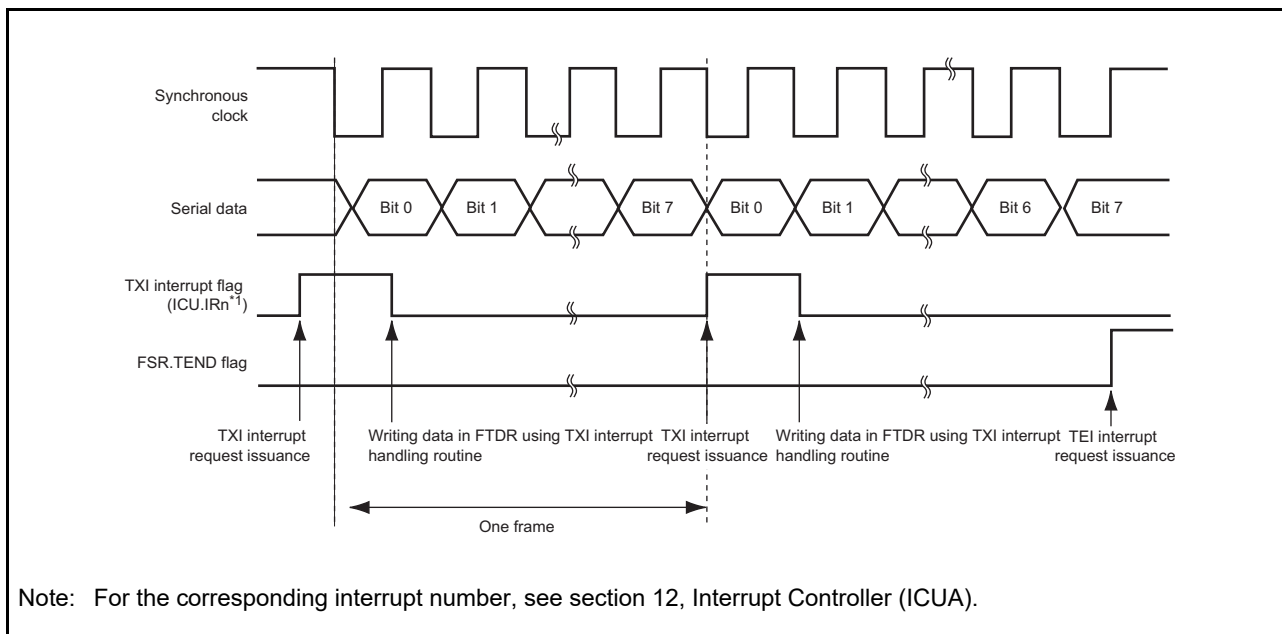 Synchronous
clock
Serial data
Bit 0
Bit 1
Bit 7
Bit 0
Bit 1
Bit 6
Bit 7
TXI interrupt flag
(ICU.IRn*1)
FSR.TEND flag
TXI interrupt
request issuance
Writing data in FTDR using TXI interrupt
handling routine
TXI interrupt
request issuance
Writing data in FTDR using TXI interrupt
handling routine
TEI interrupt
request issuance
One frame
Note: For the corresponding interrupt number, see section 12, Interrupt Controller (ICUA).